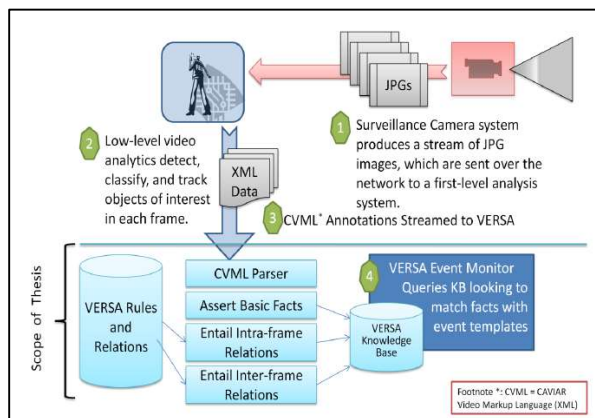 JPGs
1
Surveillance Camera system
produces a stream of JPG
images, which are sent over the
network to a first-level analysis
system.
2
Low-level video
analytics detect,
classify, and track
objects of interest
in each frame.
XML
Data
3
CVML* Annotations Streamed to VERSA
Scope of Thesis
VERSA Rules
and
Relations
CVML Parser
Assert Basic Facts
Entail Intra-frame
Relations
Entail Inter-frame
Relations
VERSA
Knowledge
Base
4
VERSA Event Monitor
Queries KB looking to
match facts with
event templates
Footnote *: CVML = CAVIAR
Video Markup Language (XML)